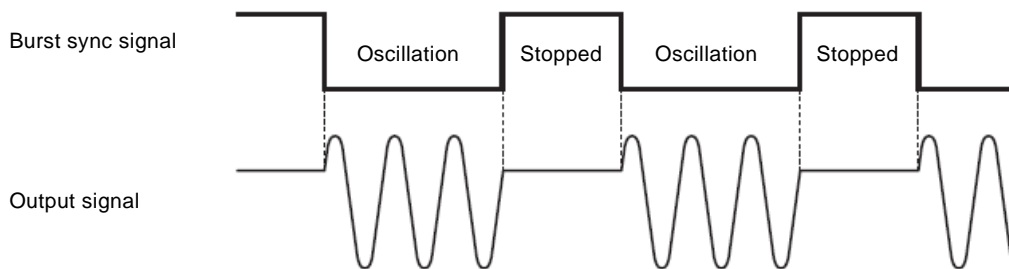 Burst sync signal
Oscillation
Stopped
Oscillation
Stopped
Output signal